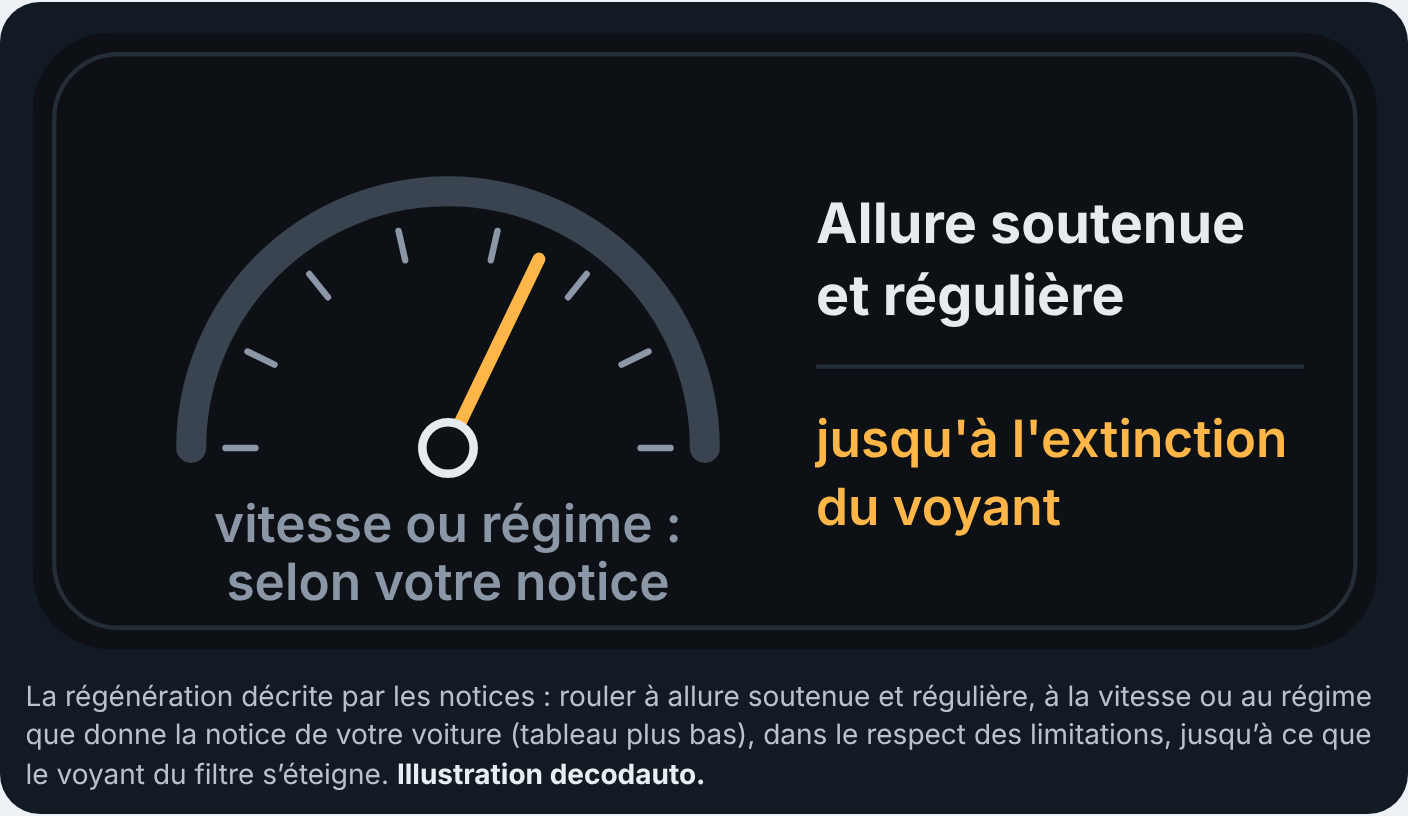 Allure soutenue
et régulière
jusqu'à l'extinction
du voyant
vitesse ou régime :
selon votre notice
La régénération décrite par les notices : rouler à allure soutenue et régulière, à la vitesse ou au régime
que donne la notice de votre voiture (tableau plus bas), dans le respect des limitations, jusqu’à ce que
le voyant du filtre s’éteigne. Illustration decodauto.